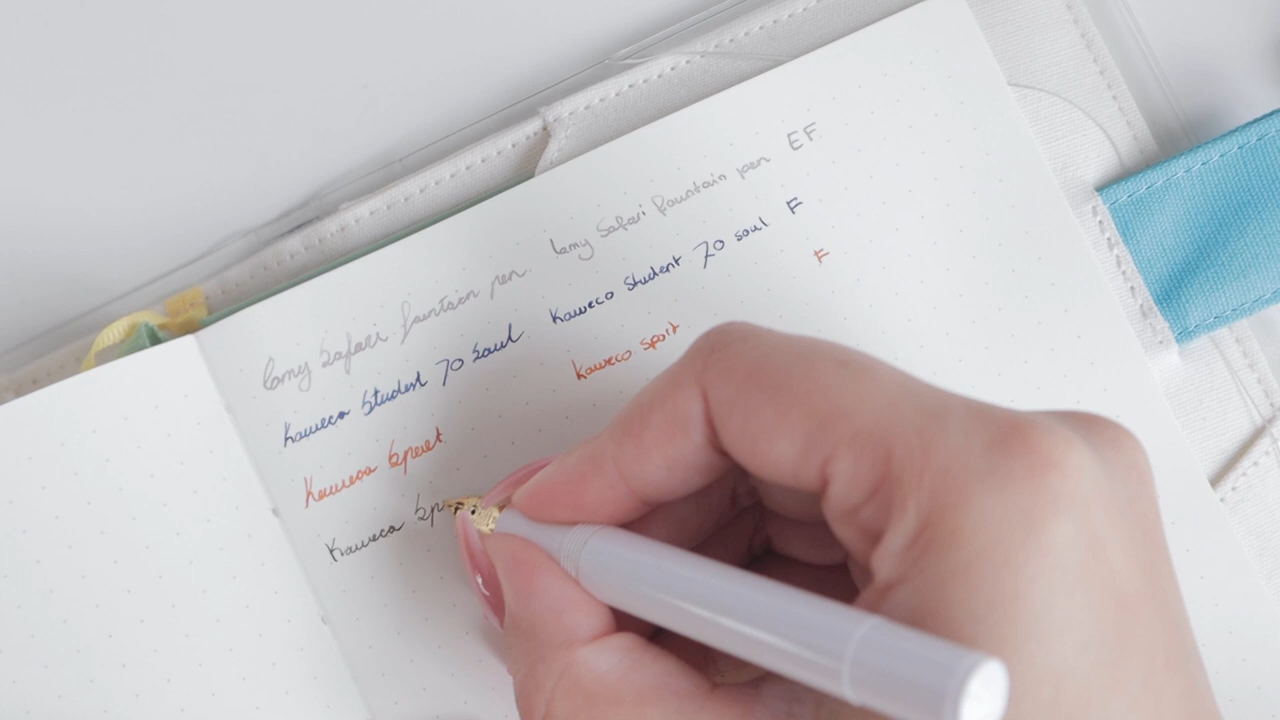 Lamy Safari fountain pen Lamy Safari fountain pen EF
Kaweco Student 70 Soul Kaweco Student 70 soul F
Kaweco Sport Kaweco sport F
Kaweco Sp